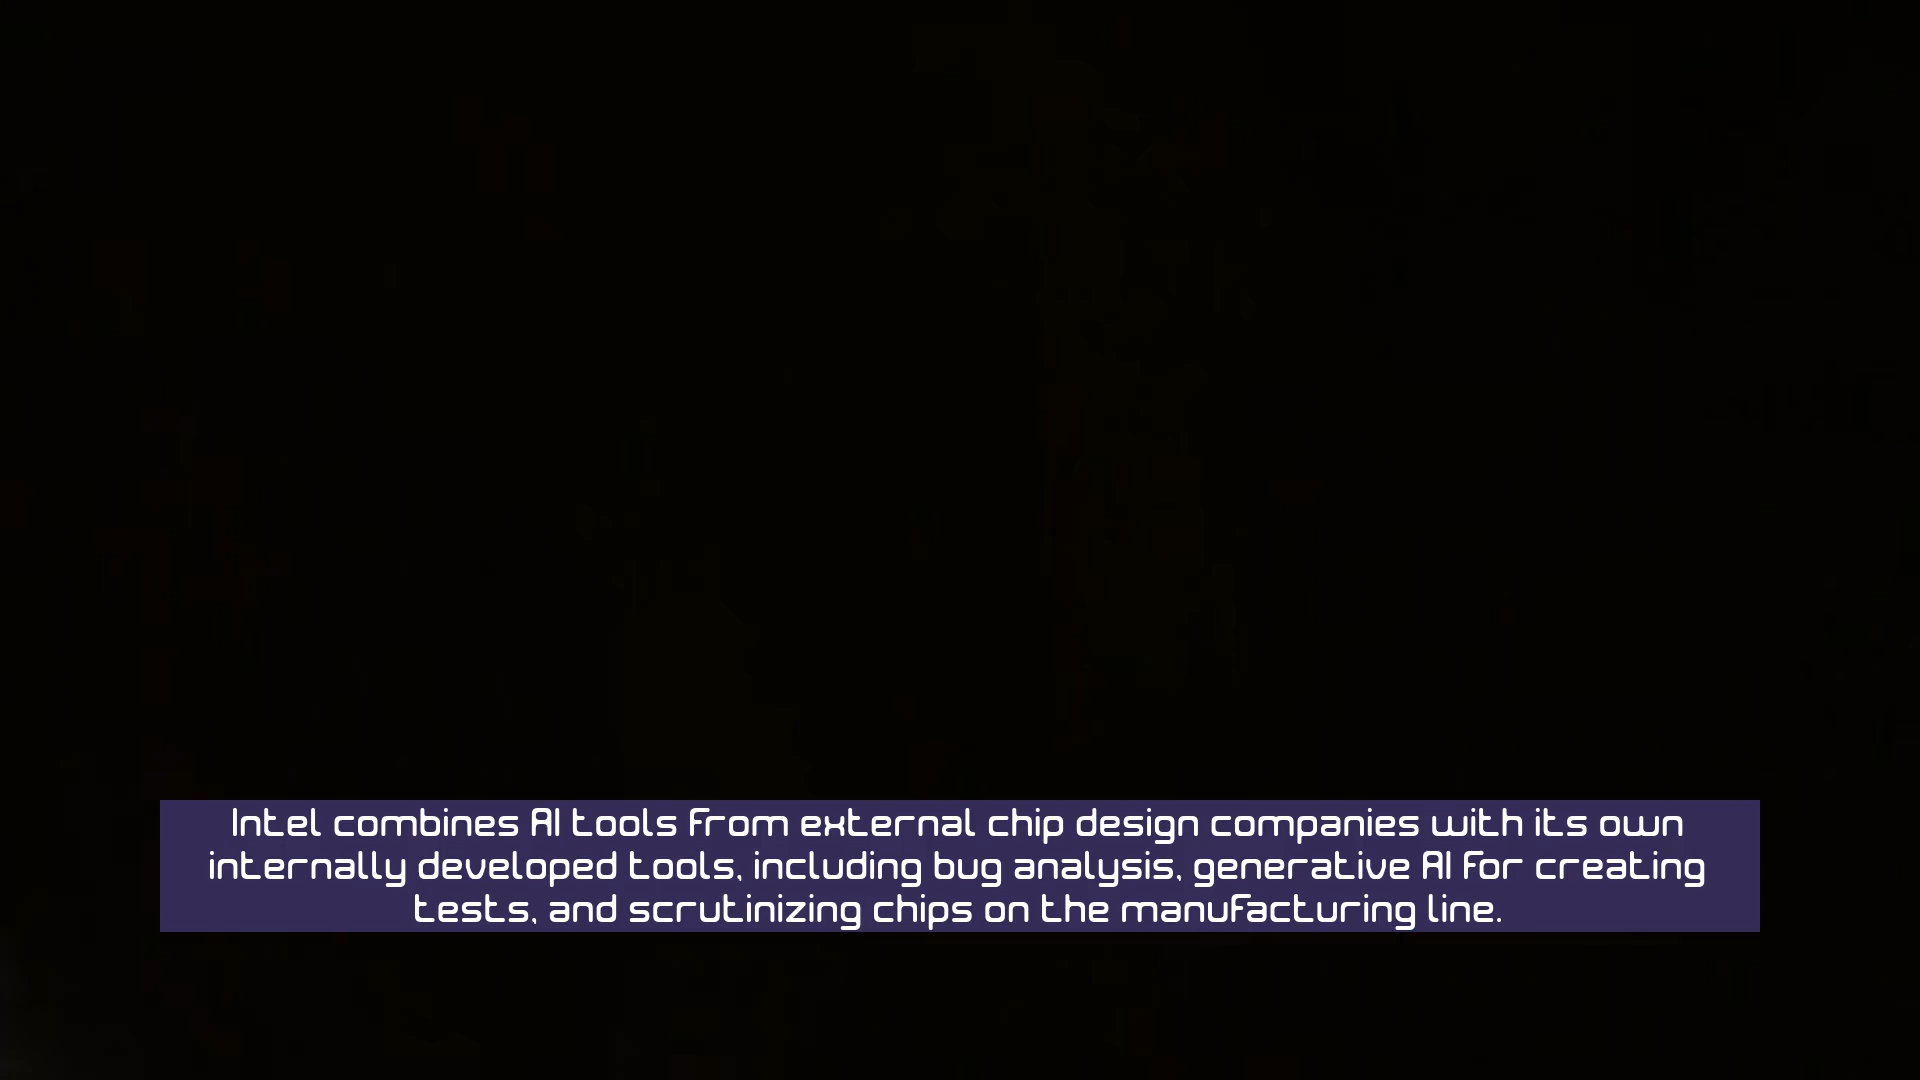 Intel combines AI tools from external chip design companies with its own
internally developed tools, including bug analysis, generative AI for creating
tests, and scrutinizing chips on the manufacturing line.